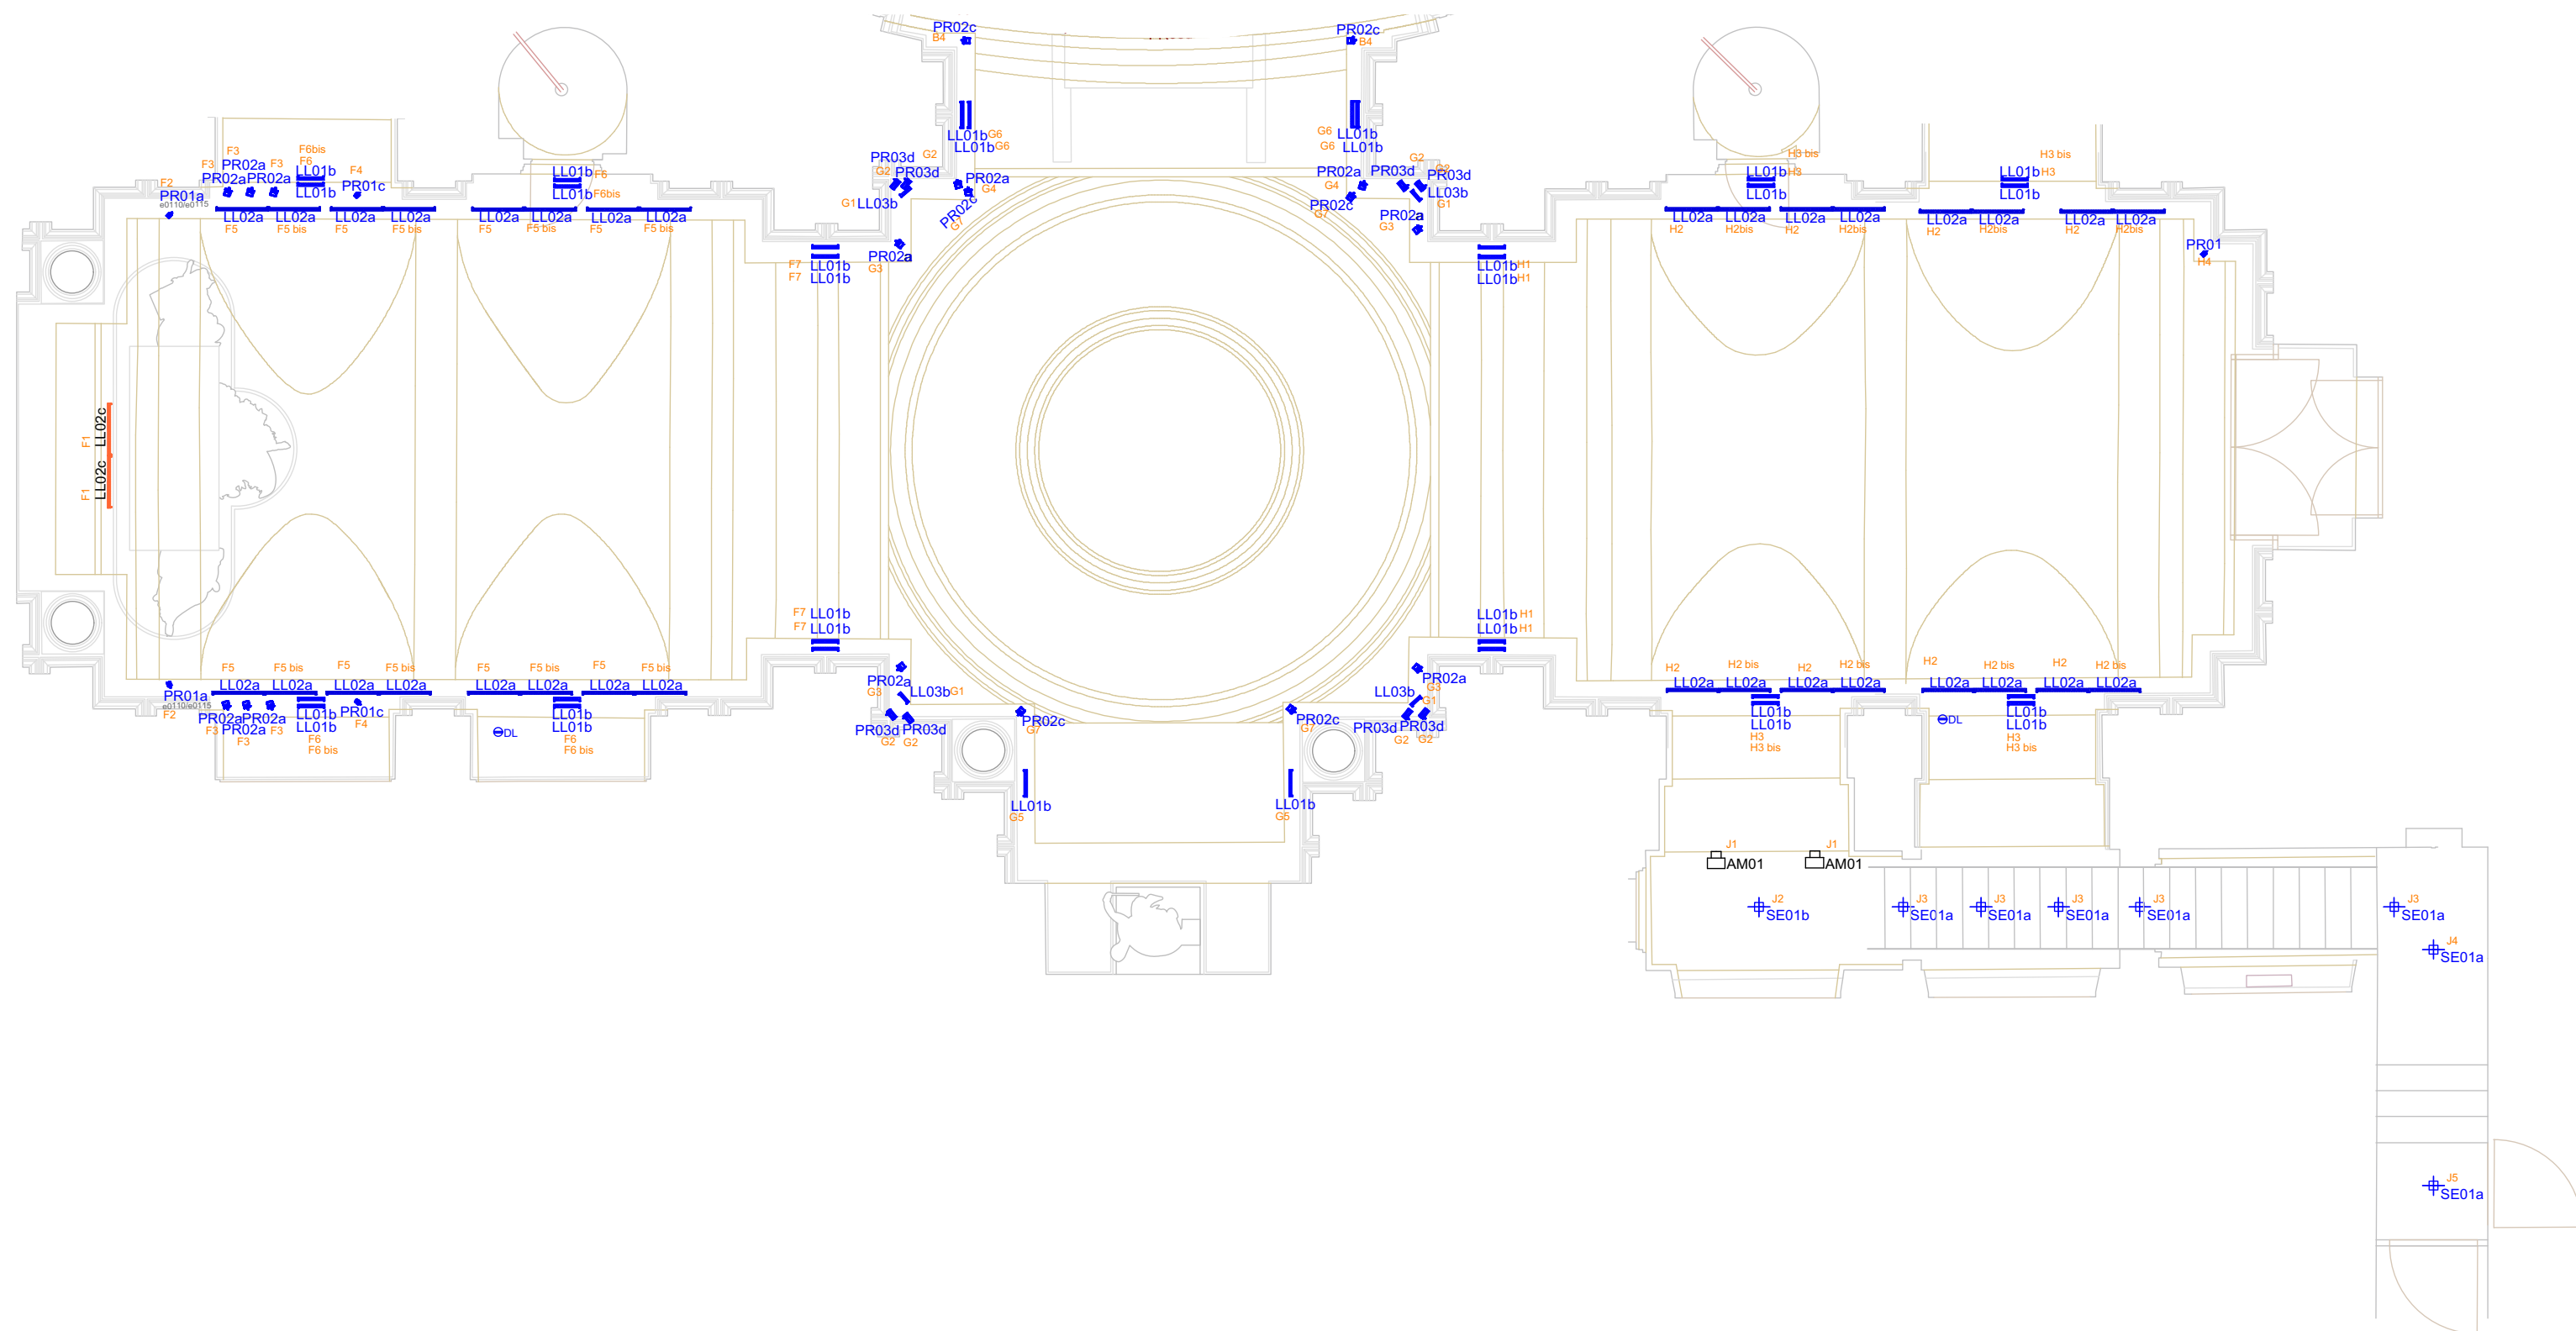 PR02c
B4
PR02c
B4
LL01b G6
LL01b G6
G6 LL01b
G6 LL01b
F3
F3 PR02a F3
PR02a PR02a
F6bis
F6
LL01b
LL01b
F4
PR01c
F2
PR01a
e0110/e0115
LL01b F6
LL01b F6bis
PR03d G2
G2 PR03d
G1 LL03b
PR02a
G4
PR02c
G7
PR02a
G4
PR02c
G7
G2
PR03d G2
PR03d
LL03b
G1
PR02a
G3
H3 bis
LL01b H3
LL01b
H3 bis
LL01b H3
LL01b
LL02a LL02a LL02a LL02a LL02a LL02a LL02a LL02a
F5 F5 bis F5 F5 bis F5 F5 bis F5 F5 bis
LL02a LL02a LL02a LL02a LL02a LL02a LL02a LL02a
H2 H2bis H2 H2bis H2 H2bis H2 H2bis
PR02a
G3
F7 LL01b
F7 LL01b
LL01b H1
LL01b H1
PR01
H4
F1 LL02c
F1 LL02c
F7 LL01b
F7 LL01b
LL01b H1
LL01b H1
F5 F5 bis F5 F5 bis F5 F5 bis F5 F5 bis
LL02a LL02a LL02a LL02a LL02a LL02a LL02a LL02a
H2 H2 bis H2 H2 bis H2 H2 bis H2 H2 bis
LL02a LL02a LL02a LL02a LL02a LL02a LL02a LL02a
PR01a
e0110/e0115
F2
PR02a PR02a
F3 PR02a F3
F3
LL01b
LL01b
F6
F6 bis
PR01c
F4
DL
LL01b
LL01b
F6
F6 bis
PR02a
G3
LL03b G1
PR03d PR03d
G2 G2
PR02c
G7
PR02c
G7
PR02a
G3
LL03b G1
PR03d PR03d
G2 G2
LL01b
LL01b
H3
H3 bis
DL
LL01b
LL01b
H3
H3 bis
LL01b
G5
LL01b
G5
J1
AM01
J1
AM01
J2
SE01b
J3
SE01a
J3
SE01a
J3
SE01a
J3
SE01a
J3
SE01a
J4
SE01a
J5
SE01a